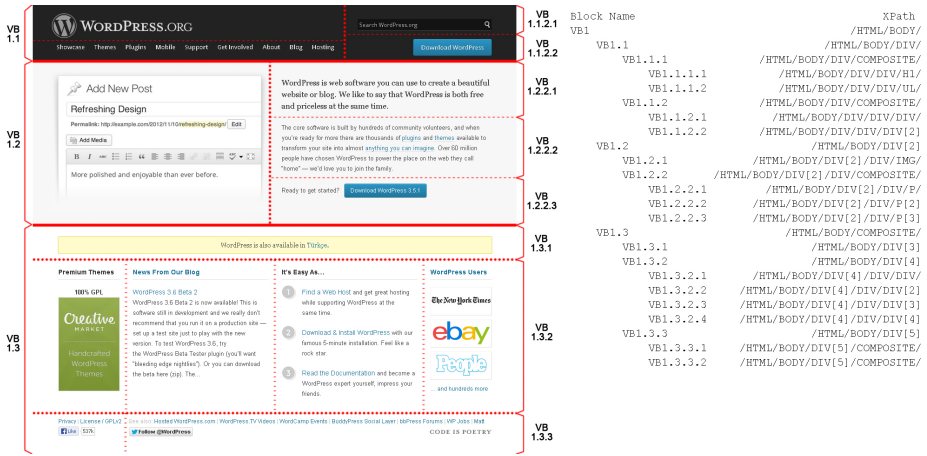 VB
1.1
VB
1.2
VB
1.3
WORDPRESS.ORG
Search WordPress.org
Showcase Themes Plugins Mobile Support Get Involved About Blog Hosting
Download WordPress
Add New Post
Refreshing Design
Permalink: http://example.com/2012/11/10/refreshing-design/ Edit
Add Media
B I ABC
More polished and enjoyable than ever before.
WordPress is web software you can use to create a beautiful
website or blog. We like to say that WordPress is both free
and priceless at the same time.
The core software is built by hundreds of community volunteers, and when
you're ready for more there are thousands of plugins and themes available to
transform your site into almost anything you can imagine. Over 60 million
people have chosen WordPress to power the place on the web they call
"home" — we'd love you to join the family.
Ready to get started? Download WordPress 3.5.1
WordPress is also available in Türkçe.
Premium Themes
100% GPL
Creative
MARKET
Handcrafted
WordPress
Themes
News From Our Blog
WordPress 3.6 Beta 2
WordPress 3.6 Beta 2 is now available! This is
software still in development and we really don't
recommend that you run it on a production site —
set up a test site just to play with the new
version. To test WordPress 3.6, try
the WordPress Beta Tester plugin (you'll want
"bleeding edge nightlies"). Or you can download
the beta here (zip). The...
It's Easy As...
1 Find a Web Host and get great hosting
while supporting WordPress at the
same time.
2 Download & Install WordPress with our
famous 5-minute installation. Feel like a
rock star.
3 Read the Documentation and become a
WordPress expert yourself, impress your
friends.
WordPress Users
The New York Times
ebay
People
... and hundreds more
Privacy | License / GPLv2
Like 537k
See also: Hosted WordPress.com | WordPress.TV Videos | WordCamp Events | BuddyPress Social Layer | bbPress Forums | WP Jobs | Matt
Follow @WordPress
CODE IS POETRY
VB
1.1.2.1
VB
1.1.2.2
VB
1.2.2.1
VB
1.2.2.2
VB
1.2.2.3
VB
1.3.1
VB
1.3.2
VB
1.3.3
Block Name XPath
VB1 /HTML/BODY/
VB1.1 /HTML/BODY/DIV/
VB1.1.1 /HTML/BODY/DIV/COMPOSITE/
VB1.1.1.1 /HTML/BODY/DIV/DIV/H1/
VB1.1.1.2 /HTML/BODY/DIV/DIV/UL/
VB1.1.2 /HTML/BODY/DIV/COMPOSITE/
VB1.1.2.1 /HTML/BODY/DIV/DIV/
VB1.1.2.2 /HTML/BODY/DIV/DIV[2]
VB1.2 /HTML/BODY/DIV[2]
VB1.2.1 /HTML/BODY/DIV[2]/DIV/IMG/
VB1.2.2 /HTML/BODY/DIV[2]/DIV/COMPOSITE/
VB1.2.2.1 /HTML/BODY/DIV[2]/DIV/P/
VB1.2.2.2 /HTML/BODY/DIV[2]/DIV/P[2]
VB1.2.2.3 /HTML/BODY/DIV[2]/DIV/P[3]
VB1.3 /HTML/BODY/COMPOSITE/
VB1.3.1 /HTML/BODY/DIV[3]
VB1.3.2 /HTML/BODY/DIV[4]
VB1.3.2.1 /HTML/BODY/DIV[4]/DIV/DIV/
VB1.3.2.2 /HTML/BODY/DIV[4]/DIV/DIV[2]
VB1.3.2.3 /HTML/BODY/DIV[4]/DIV/DIV[3]
VB1.3.2.4 /HTML/BODY/DIV[4]/DIV/DIV[4]
VB1.3.3 /HTML/BODY/DIV[5]
VB1.3.3.1 /HTML/BODY/DIV[5]/COMPOSITE/
VB1.3.3.2 /HTML/BODY/DIV[5]/COMPOSITE/